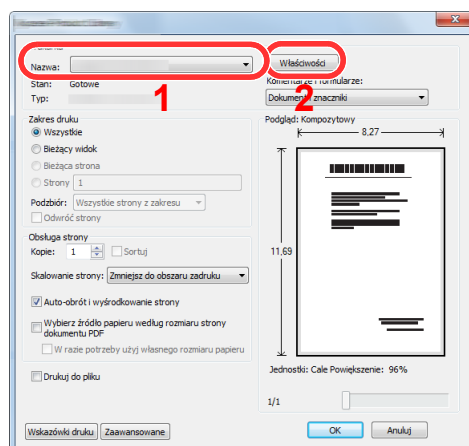 Nazwa:
Właściwości
Stan: Gotowe
Komentarze i formularze:
Typ:
Dokument i znaczniki
1
2
Zakres druku
Wszystkie
Bieżący widok
Bieżąca strona
Strony 1
Podzbiór: Wszystkie strony z zakresu
Odwróć strony
Obsługa strony
Kopie: 1 Sortuj
Skalowanie strony: Zmniejsz do obszaru zadruku
Auto-obrót i wyśrodkowanie strony
Wybierz źródło papieru według rozmiaru strony
dokumentu PDF
W razie potrzeby użyj własnego rozmiaru papieru
Drukuj do pliku
Podgląd: Kompozytowy
8,27
11,69
Jednostki: Cale Powiększenie: 96%
1/1
Wskazówki druku Zaawansowane
OK Anuluj